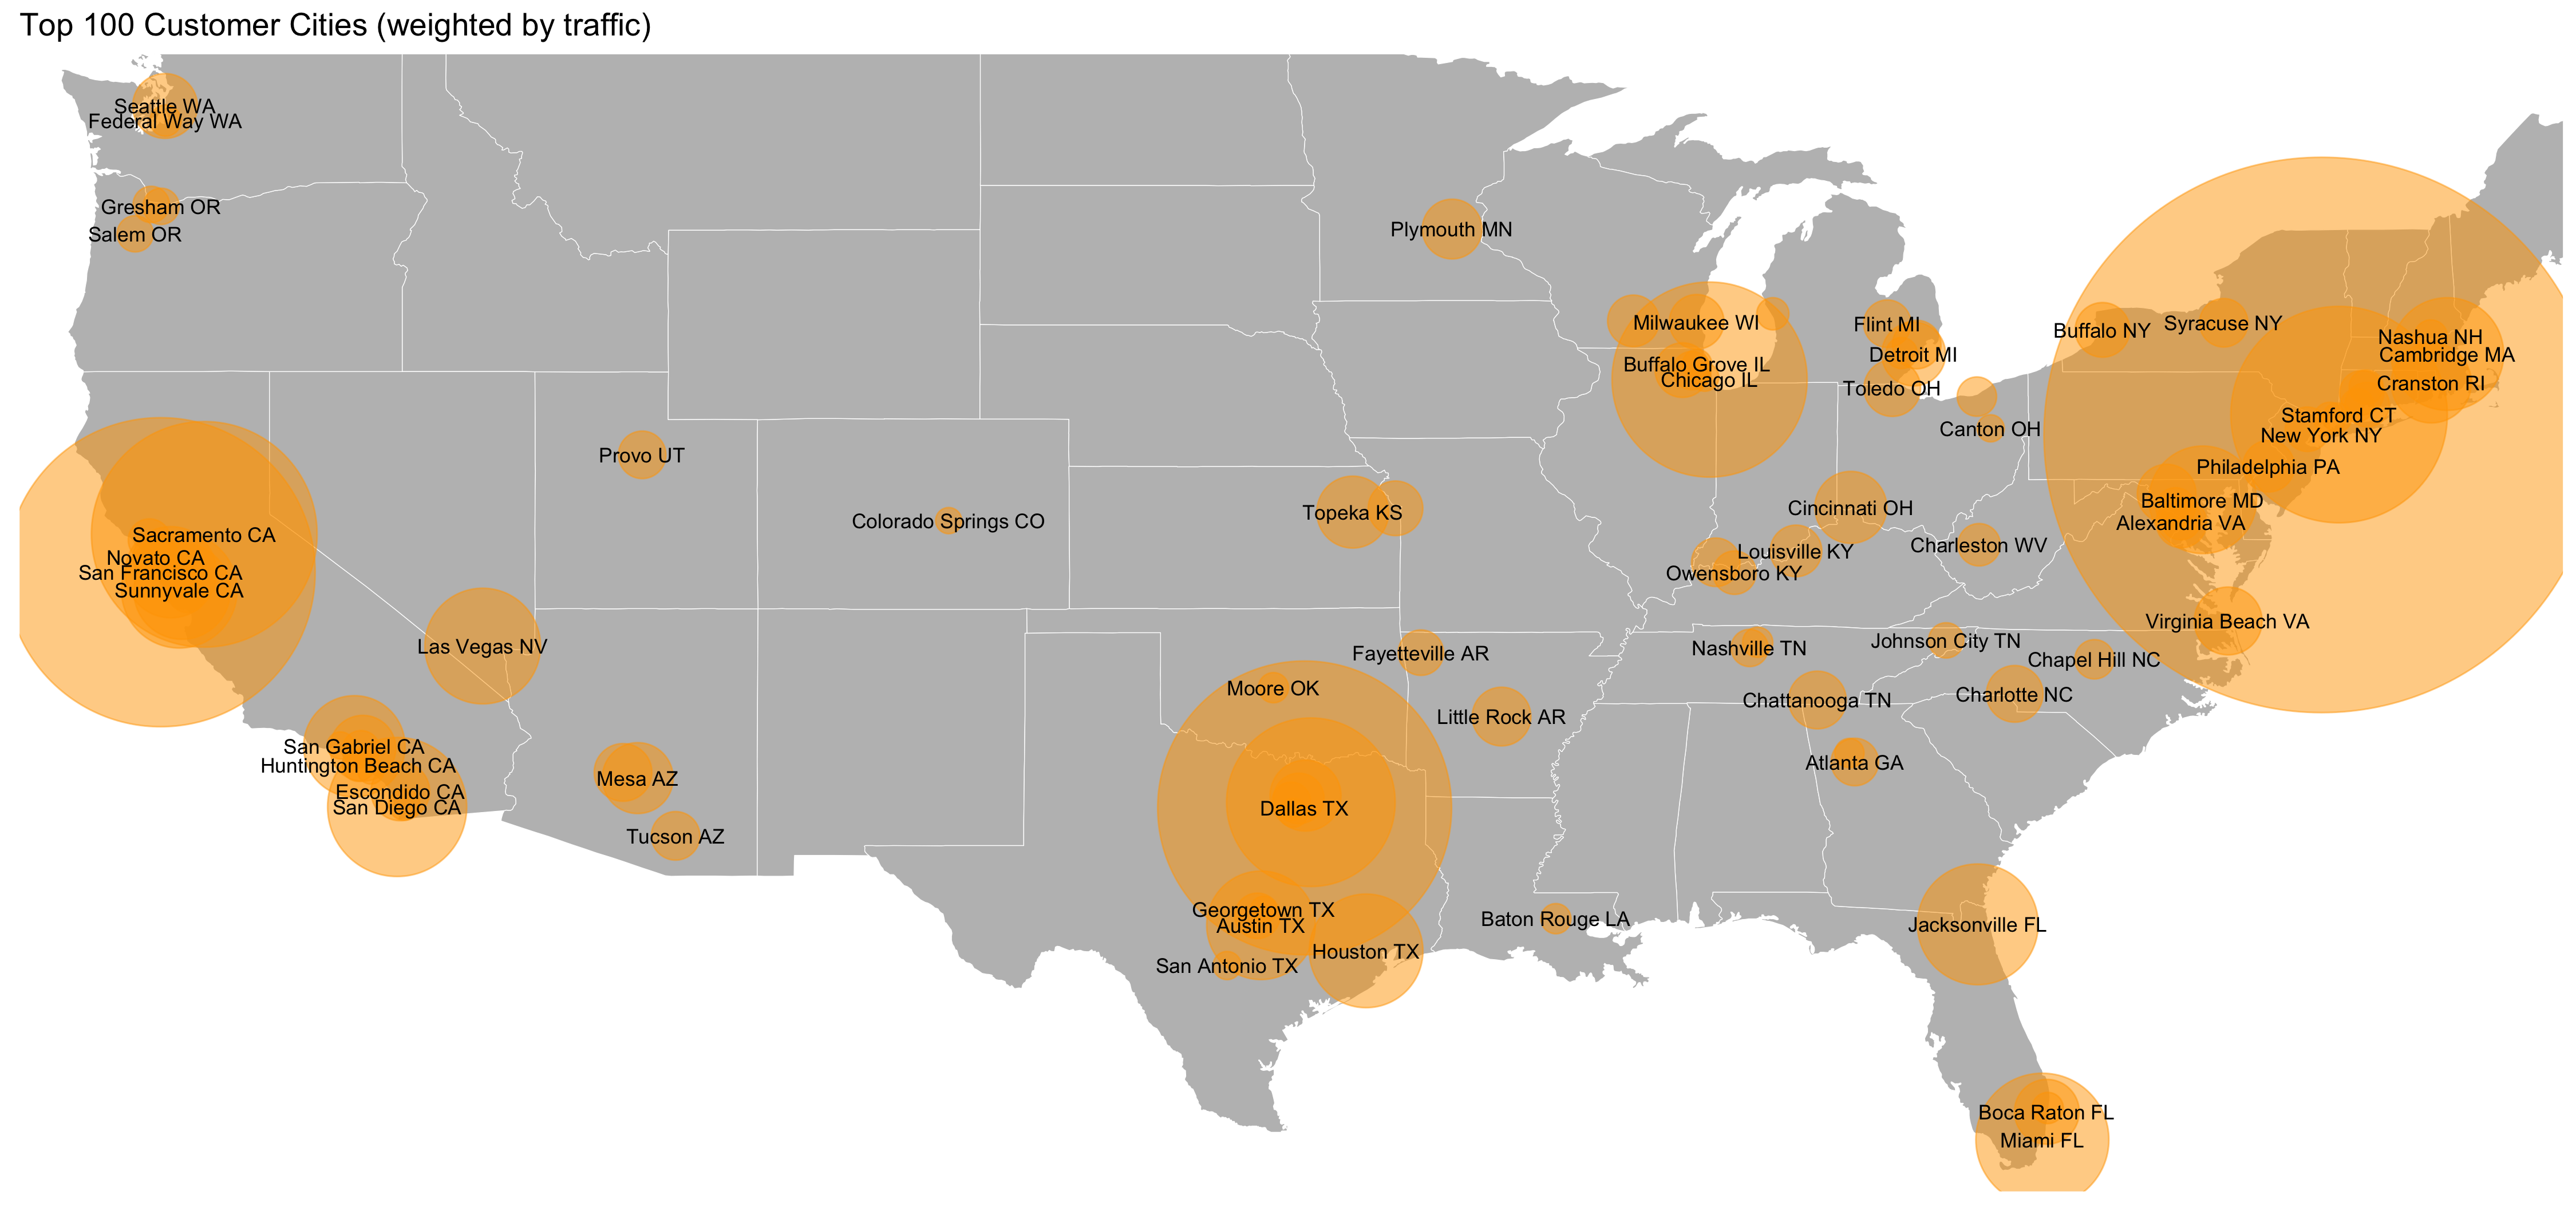 Top 100 Customer Cities (weighted by traffic)
Seattle WA
Federal Way WA
Gresham OR
Salem OR
Plymouth MN
Milwaukee WI
Buffalo Grove IL
Chicago IL
Flint MI
Detroit MI
Toledo OH
Canton OH
Buffalo NY
Syracuse NY
Nashua NH
Cambridge MA
Cranston RI
Stamford CT
New York NY
Philadelphia PA
Baltimore MD
Alexandria VA
Virginia Beach VA
Provo UT
Colorado Springs CO
Topeka KS
Cincinnati OH
Louisville KY
Owensboro KY
Charleston WV
Sacramento CA
Novato CA
San Francisco CA
Sunnyvale CA
Las Vegas NV
Fayetteville AR
Nashville TN
Johnson City TN
Chapel Hill NC
Moore OK
Little Rock AR
Chattanooga TN
Charlotte NC
San Gabriel CA
Huntington Beach CA
Escondido CA
San Diego CA
Mesa AZ
Tucson AZ
Dallas TX
Atlanta GA
Georgetown TX
Austin TX
Houston TX
San Antonio TX
Baton Rouge LA
Jacksonville FL
Boca Raton FL
Miami FL